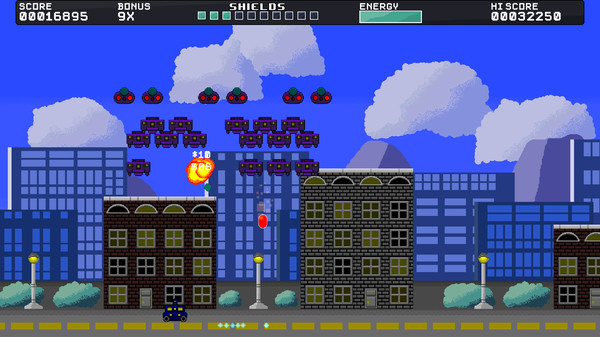 SCORE
00016895
BONUS
9X
SHIELDS
ENERGY
HI SCORE
00032250
$10